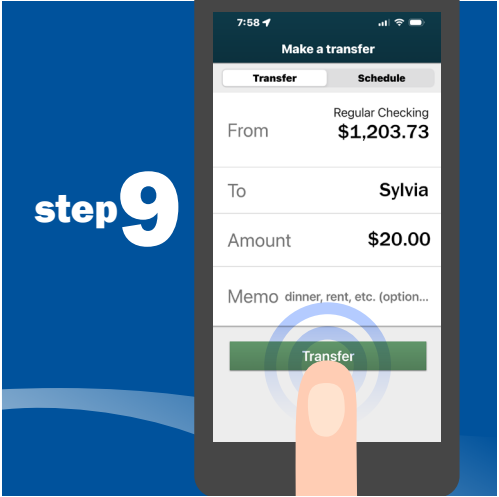 7:58
Make a transfer
Transfer
Schedule
Regular Checking
From
$1,203.73
step9
To
Sylvia
Amount
$20.00
Memo dinner, rent, etc. (option...
Transfer